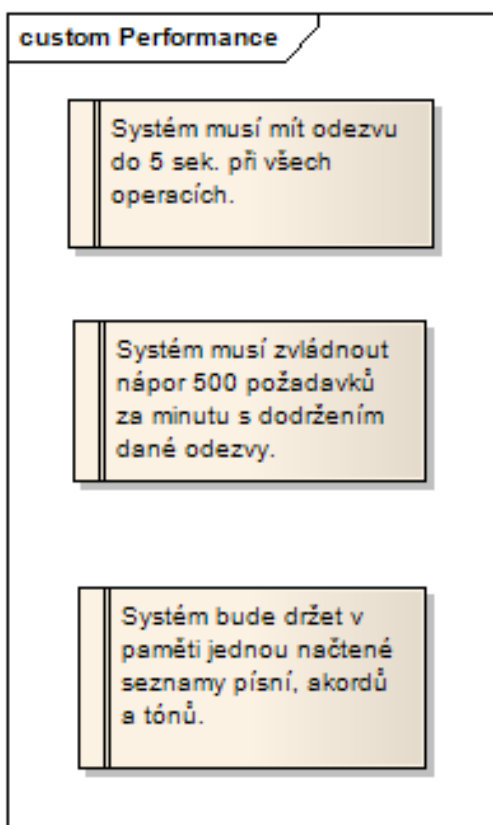 custom Performance
Systém musí mít odezvu
do 5 sek. při všech
operacích.
Systém musí zvládnout
nápor 500 požadavků
za minutu s dodržením
dané odezvy.
Systém bude držet v
paměti jednou načtené
seznamy písní, akordů
a tónů.